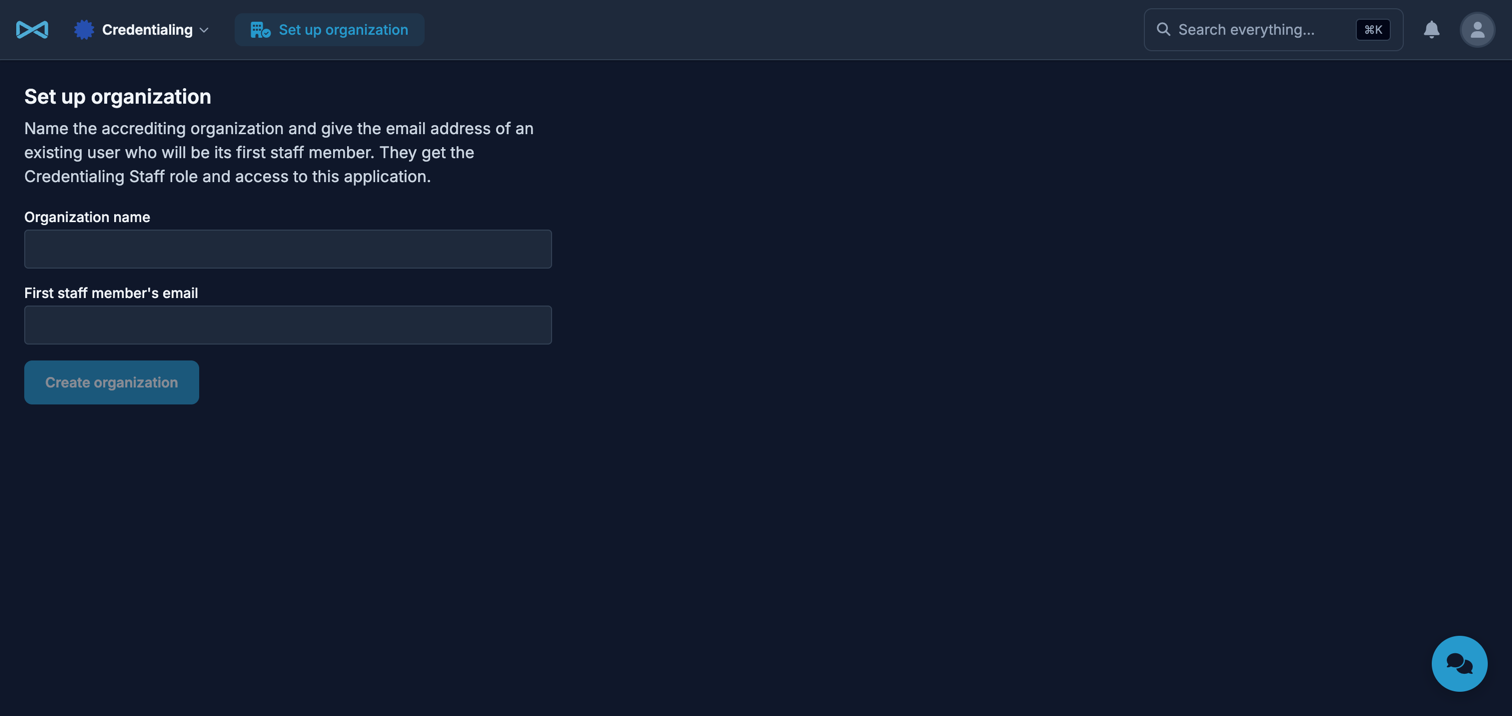 Credentialing
Set up organization
Search everything...
⌘K
Set up organization
Name the accrediting organization and give the email address of an
existing user who will be its first staff member. They get the
Credentialing Staff role and access to this application.
Organization name
First staff member's email
Create organization